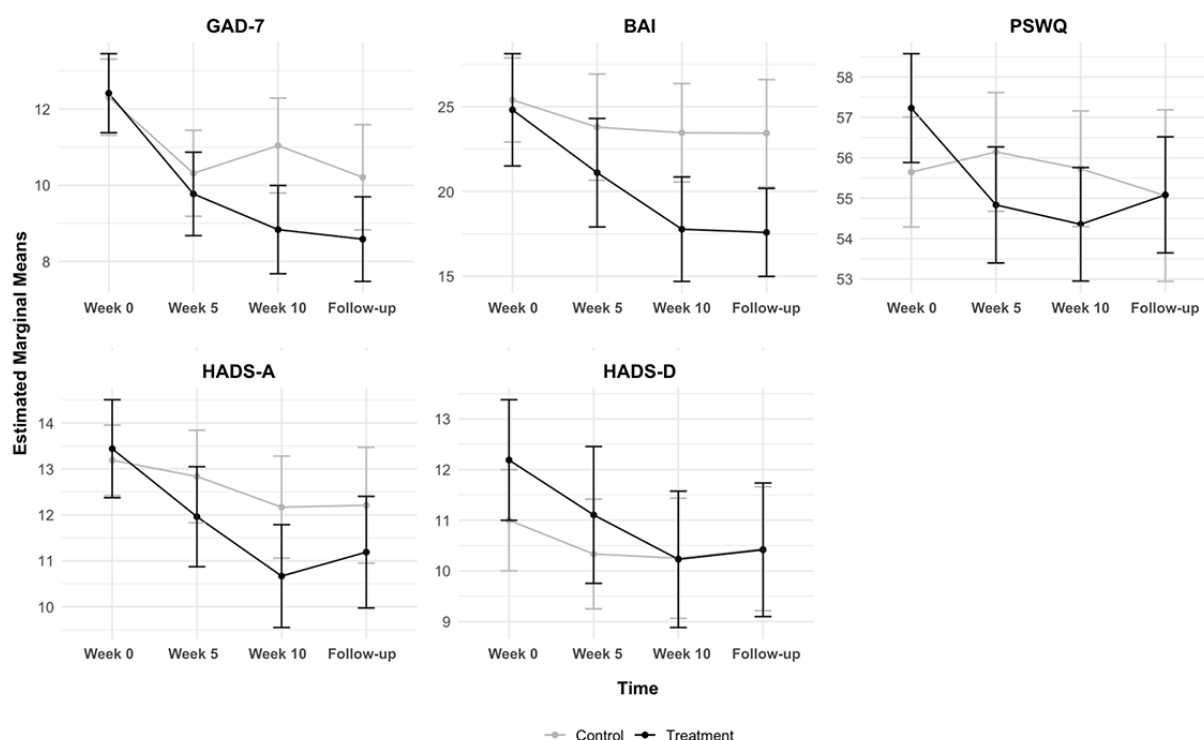 GAD-7
BAI
PSWQ
12
10
8
25
20
15
58
57
56
55
54
53
Week 0 Week 5 Week 10 Follow-up
Week 0 Week 5 Week 10 Follow-up
Week 0 Week 5 Week 10 Follow-up
Estimated Marginal Means
HADS-A
HADS-D
14
13
12
11
10
13
12
11
10
9
Week 0 Week 5 Week 10 Follow-up
Week 0 Week 5 Week 10 Follow-up
Time
Control Treatment